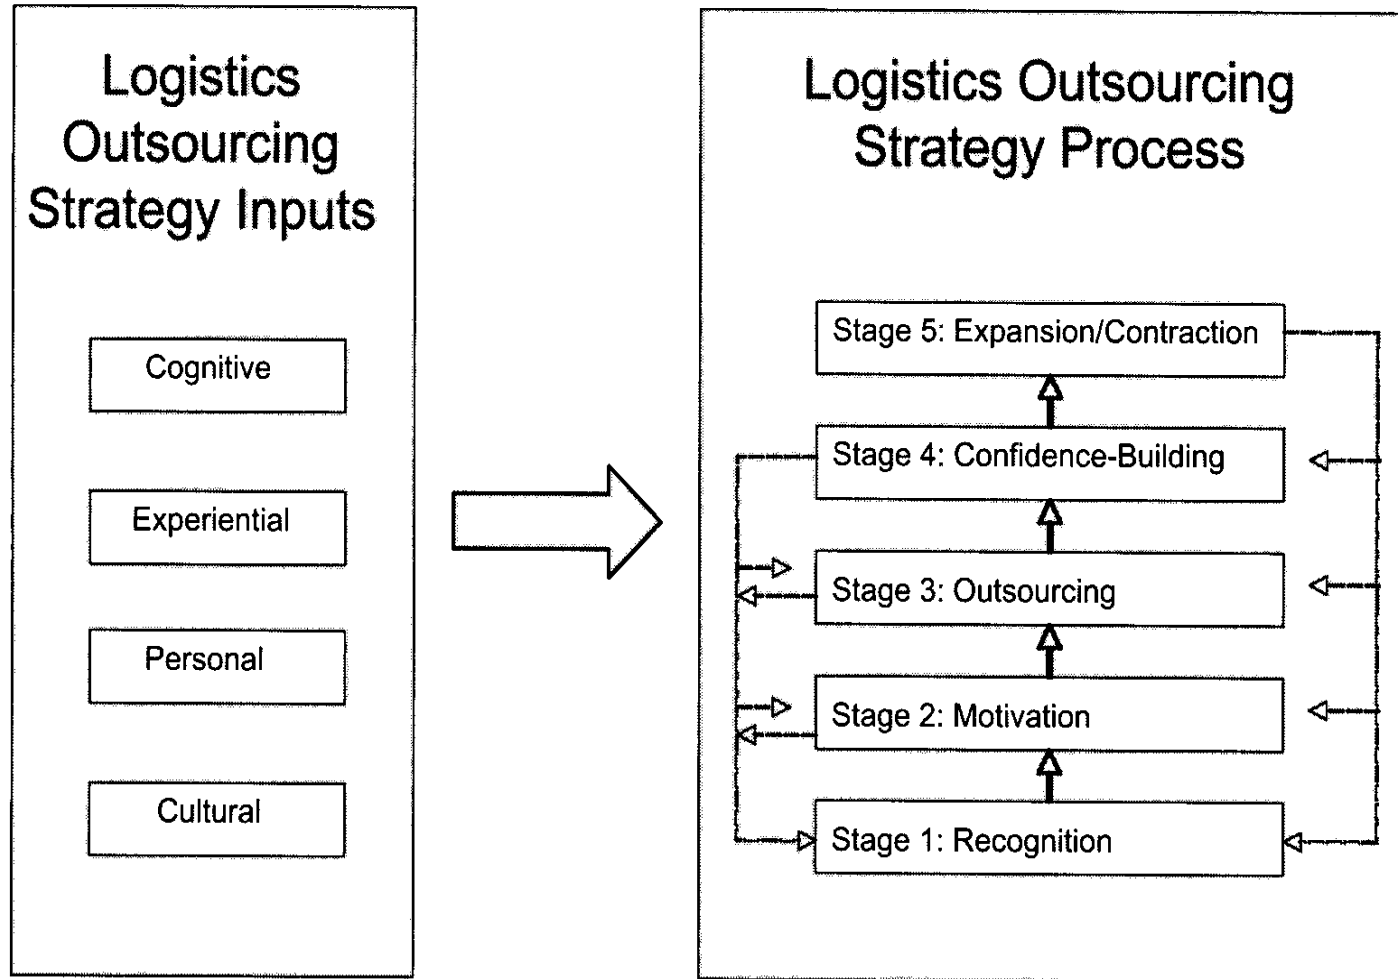 Logistics
Outsourcing
Strategy Inputs
Cognitive
Experiential
Personal
Cultural
Logistics Outsourcing
Strategy Process
Stage 5: Expansion/Contraction
Stage 4: Confidence-Building
Stage 3: Outsourcing
Stage 2: Motivation
Stage 1: Recognition